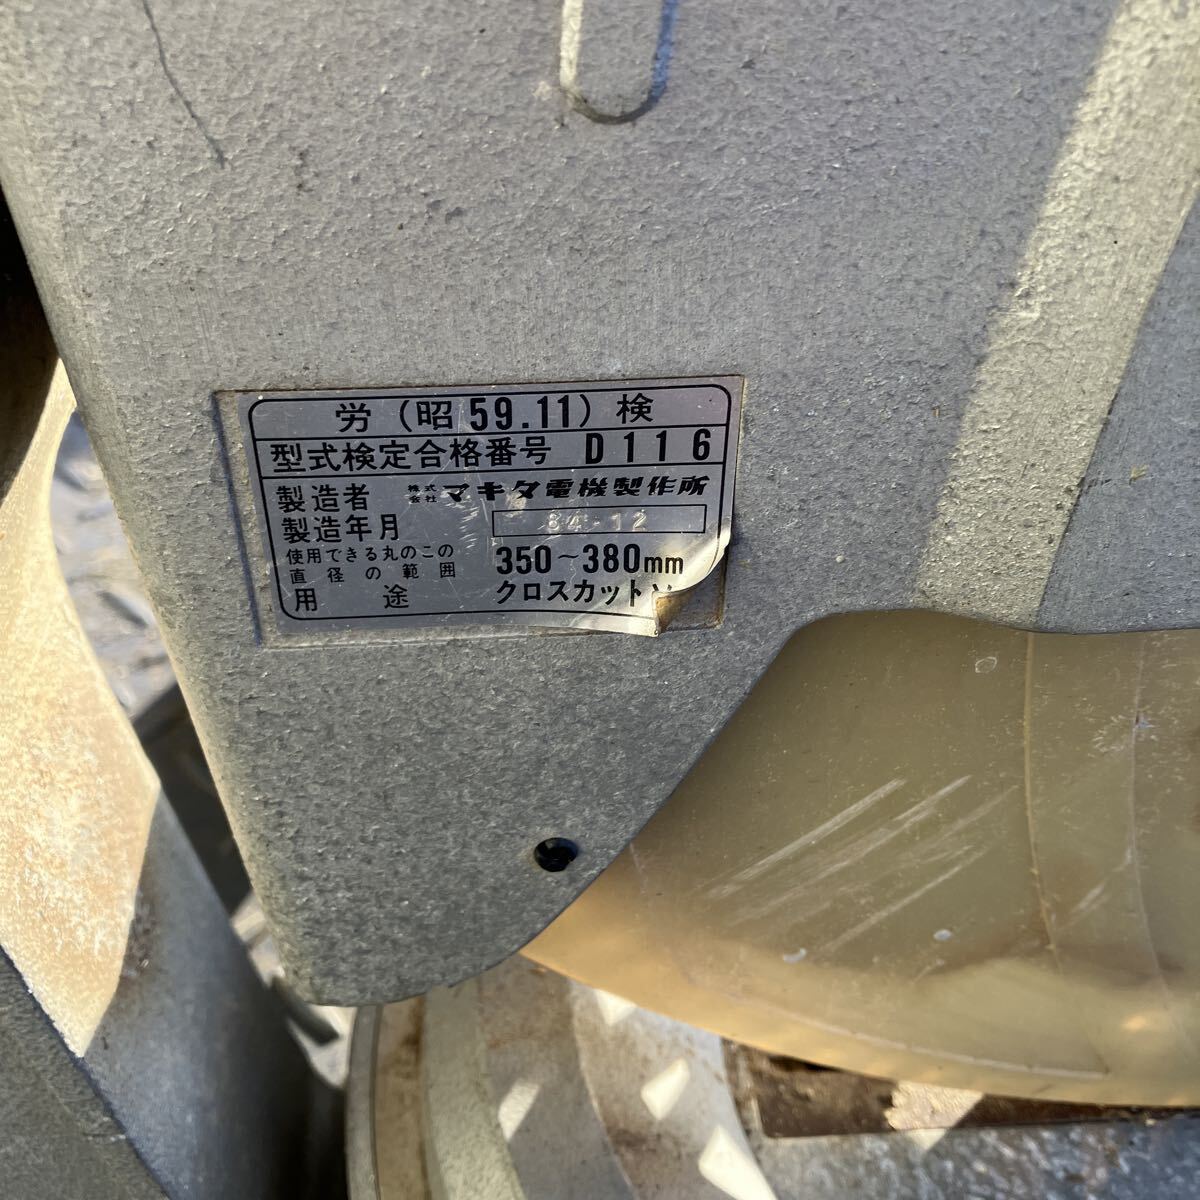 労（昭59.11）検
型式検定合格番号 D116
製造者 株式会社 マキタ電機製作所
製造年月 84-12
使用できる丸のこの直径の範囲 350～380mm
用途 クロスカット